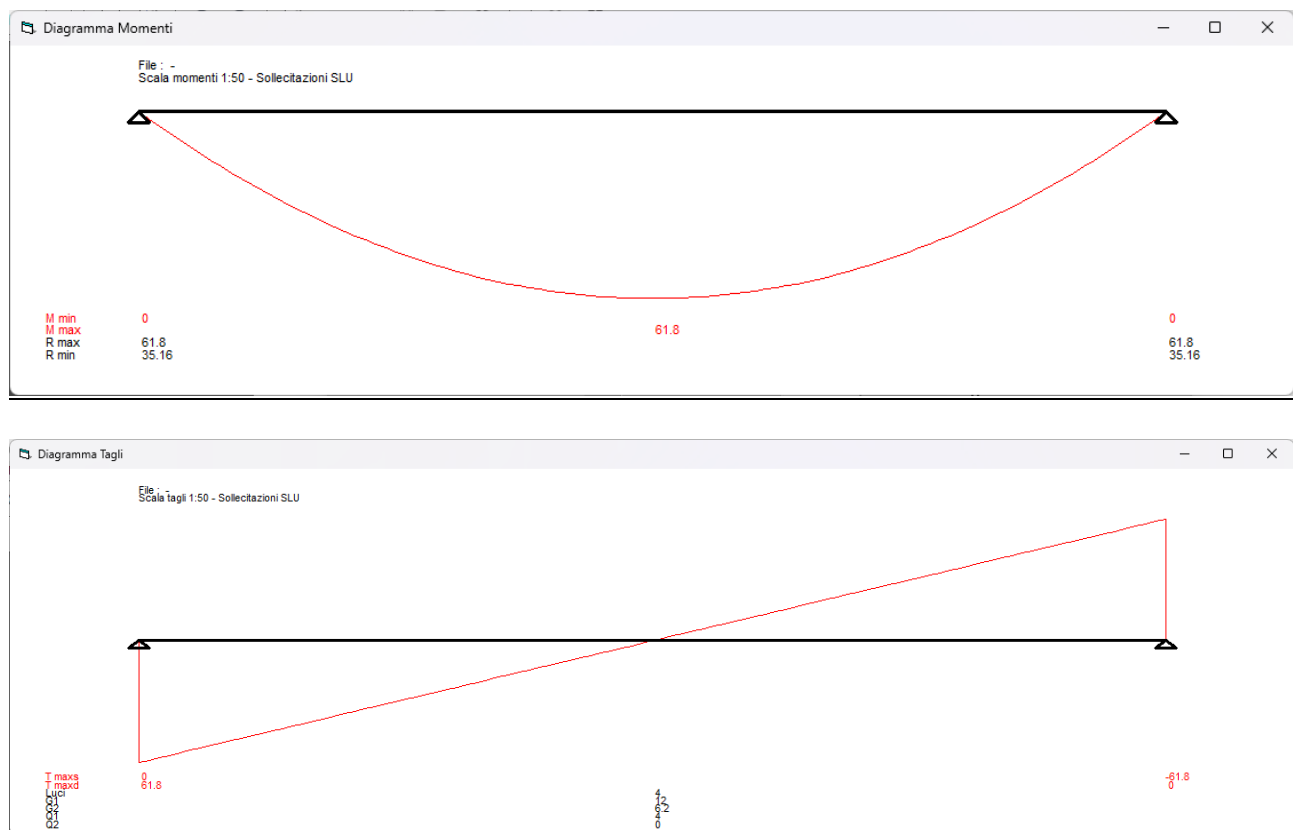 Diagramma Momenti
File : -
Scala momenti 1:50 - Sollecitazioni SLU
M min 0 0
M max 61.8
R max 61.8 61.8
R min 35.16 35.16
Diagramma Tagli
File : -
Scala tagli 1:50 - Sollecitazioni SLU
T maxs 0 -61.8
T maxd 61.8 0
Luci 4
G1 12
G2 6.2
Q1 4
Q2 0